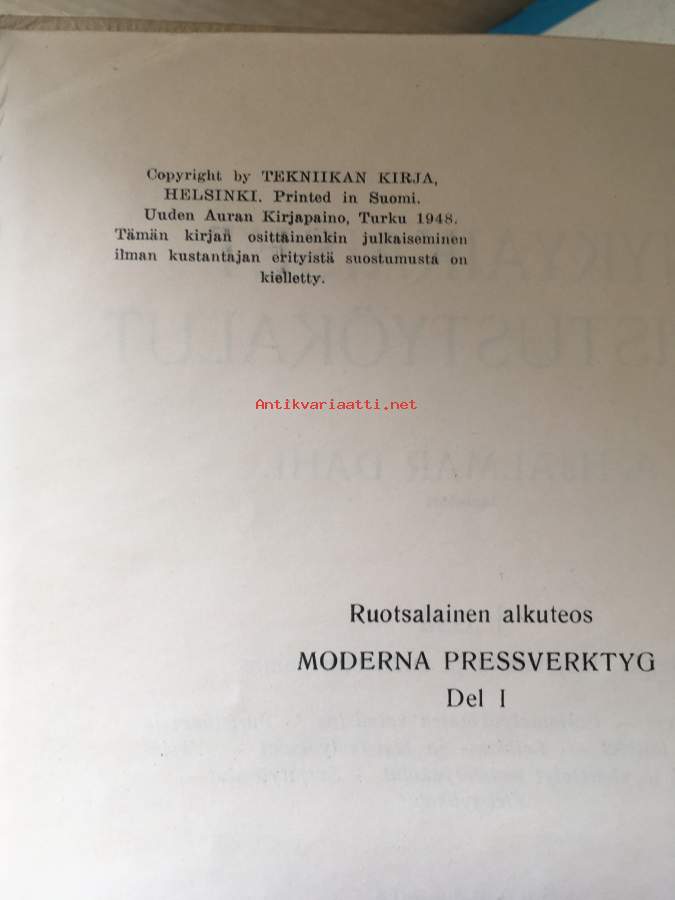 Copyright by TEKNIIKAN KIRJA,
HELSINKI. Printed in Suomi.
Uuden Auran Kirjapaino, Turku 1948.
Tämän kirjan osittainenkin julkaiseminen
ilman kustantajan erityistä suostumusta on
kielletty.
Antikvariaatti.net
Ruotsalainen alkuteos
MODERNA PRESSVERKTYG
Del I